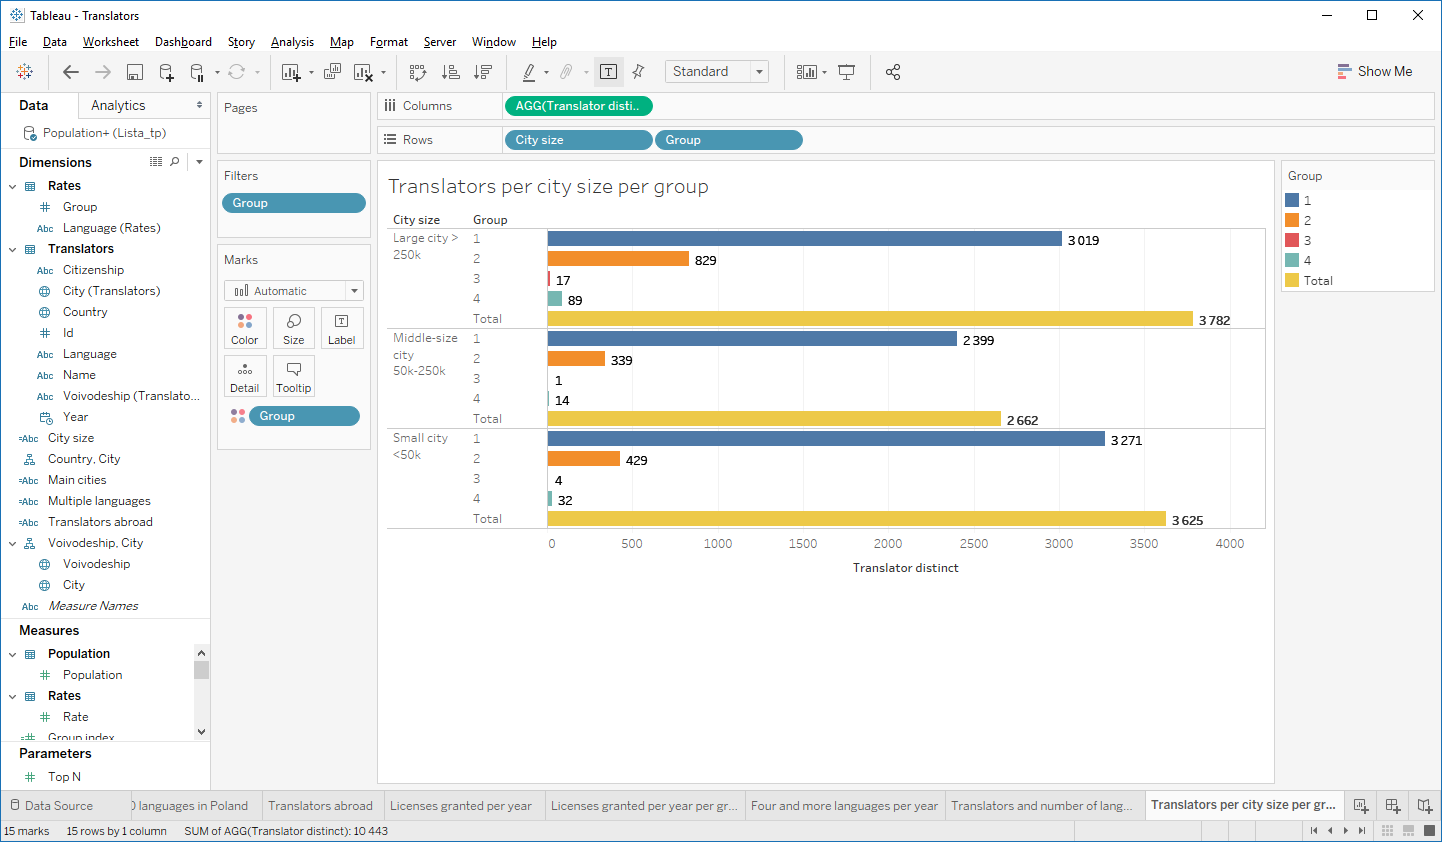 Tableau - Translators
File Data Worksheet Dashboard Story Analysis Map Format Server Window Help
Standard
Show Me
Data Analytics
Population+ (Lista_tp)
Dimensions
Rates
# Group
Abc Language (Rates)
Translators
Abc Citizenship
City (Translators)
Country
# Id
Abc Language
Abc Name
Abc Voivodeship (Translato...
Year
=Abc City size
Country, City
=Abc Main cities
=Abc Multiple languages
=Abc Translators abroad
Voivodeship, City
Voivodeship
City
Abc Measure Names
Measures
Population
# Population
Rates
# Rate
=# Group index
Parameters
# Top N
Pages
Filters
Group
Marks
Automatic
Color Size Label
Detail Tooltip
Group
Columns AGG(Translator disti..
Rows City size Group
Translators per city size per group
City size Group
Large city > 250k
1 3 019
2 829
3 17
4 89
Total 3 782
Middle-size city 50k-250k
1 2 399
2 339
3 1
4 14
Total 2 662
Small city <50k
1 3 271
2 429
3 4
4 32
Total 3 625
0 500 1000 1500 2000 2500 3000 3500 4000
Translator distinct
Group
1
2
3
4
Total
Data Source languages in Poland Translators abroad Licenses granted per year Licenses granted per year per gr... Four and more languages per year Translators and number of lang... Translators per city size per gr...
15 marks 15 rows by 1 column SUM of AGG(Translator distinct): 10 443